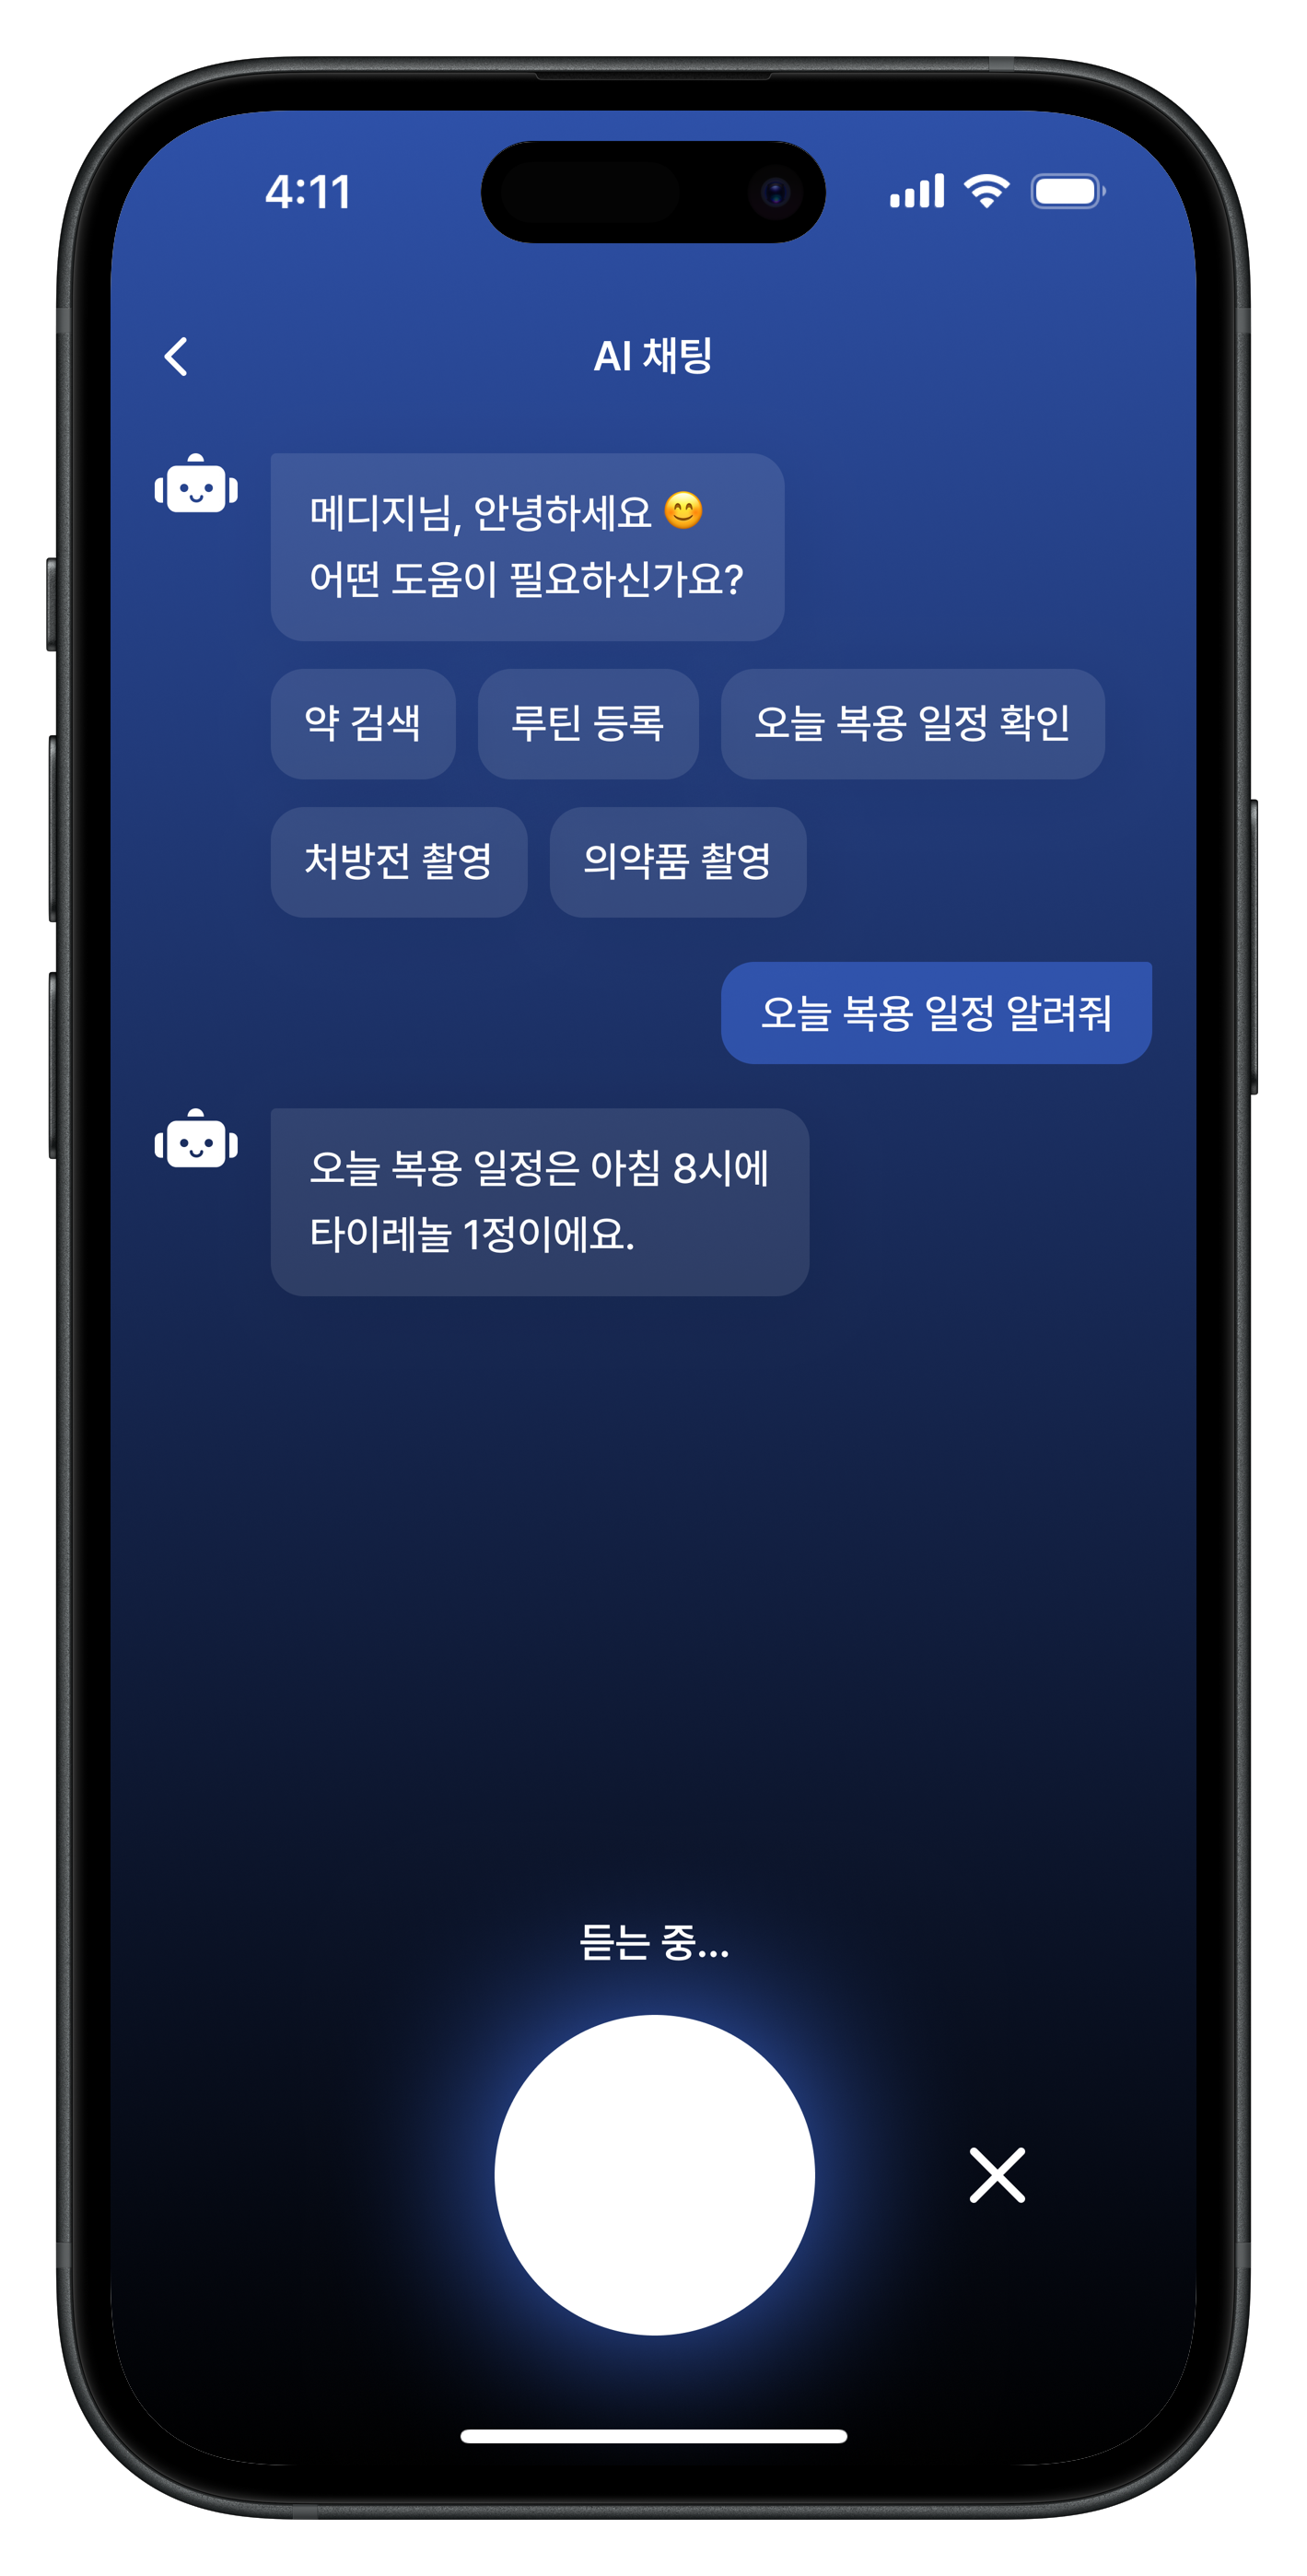 4:11
AI 채팅
메디지님, 안녕하세요 😊
어떤 도움이 필요하신가요?
약 검색
루틴 등록
오늘 복용 일정 확인
처방전 촬영
의약품 촬영
오늘 복용 일정 알려줘
오늘 복용 일정은 아침 8시에
타이레놀 1정이에요.
듣는 중...